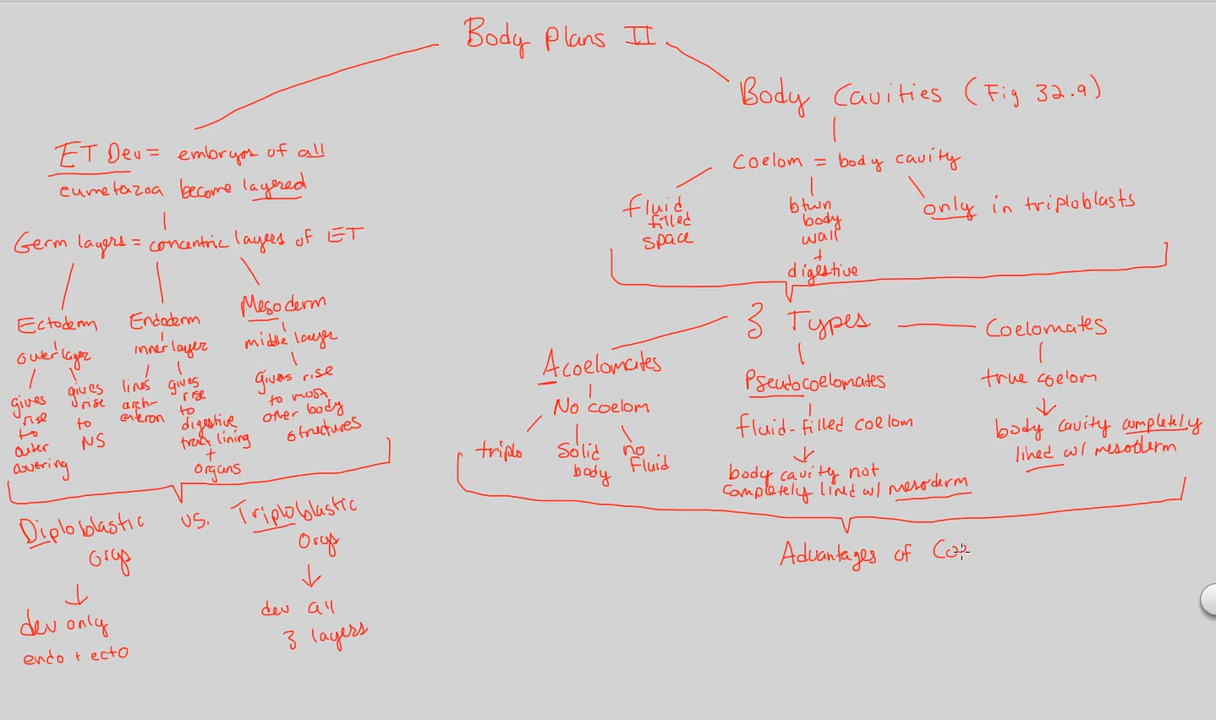 Body Plans II
ET Dev = embryos of all
eumetazoa become layered
Germ layers = concentric layers of ET
Ectoderm
outer layer
gives
rise
to
outer
covering
gives
rise
to
NS
Endoderm
inner layer
lines
arch-
enteron
gives
rise
to
digestive
tract lining
+
organs
Mesoderm
middle layer
gives rise
to most
other body
structures
Diploblastic
orgs
dev only
endo + ecto
vs.
Triploblastic
orgs
dev all
3 layers
Body Cavities (Fig 32.9)
Coelom = body cavity
fluid
filled
space
btwn
body
wall
+
digestive
only in triploblasts
3 Types
Acoelomates
No coelom
triplo
Solid
body
no
fluid
Pseudocoelomates
fluid-filled coelom
body cavity not
completely lined w/ mesoderm
Coelomates
true coelom
body cavity completely
lined w/ mesoderm
Advantages of